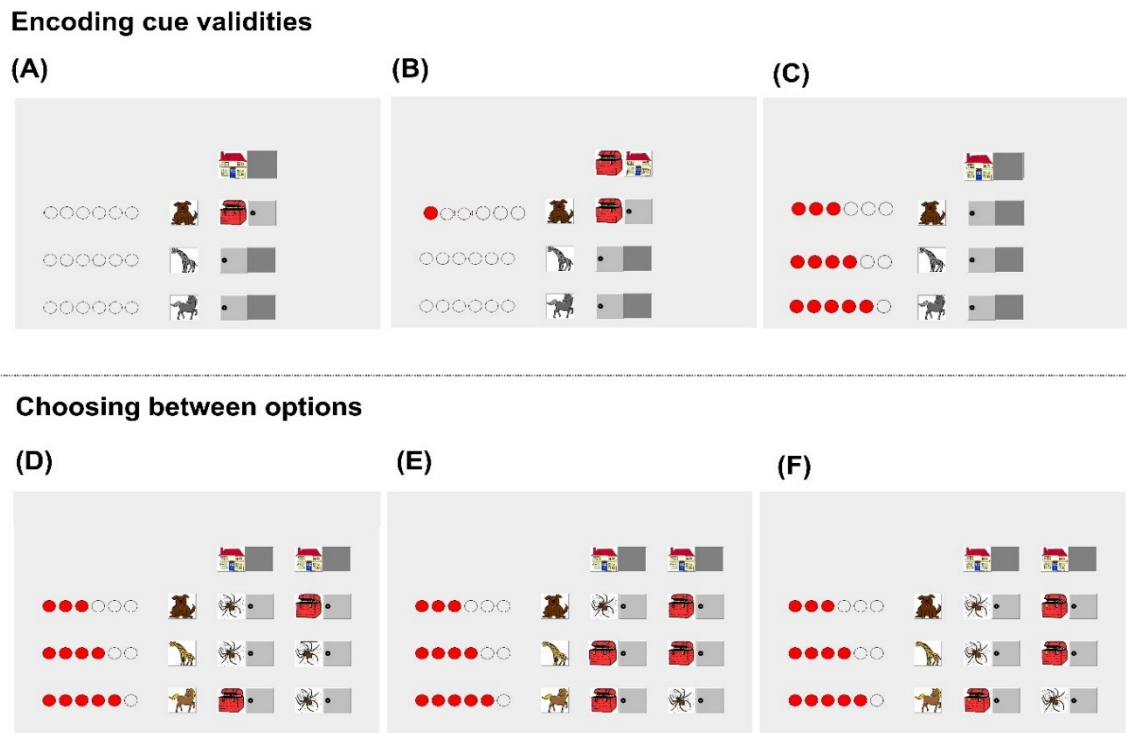 Encoding cue validities
(A)
(B)
(C)
Choosing between options
(D)
(E)
(F)